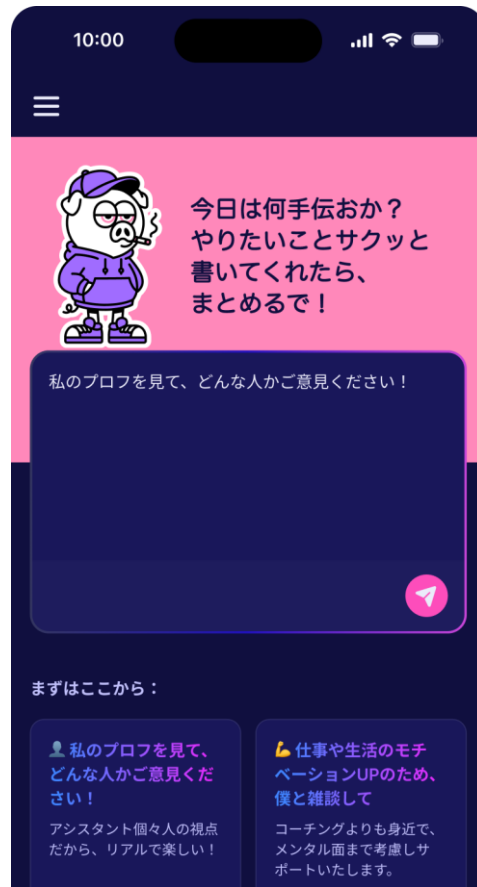 10:00
今日は何手伝おか？
やりたいことサクッと
書いてくれたら、
まとめるで！
私のプロフを見て、どんな人かご意見ください！
まずはここから：
👤私のプロフを見て、
どんな人かご意見くだ
さい！
アシスタント個々人の視点
だから、リアルで楽しい！
💪仕事や生活のモチ
ベーションUPのため、
僕と雑談して
コーチングよりも身近で、
メンタル面まで考慮しサ
ポートいたします。